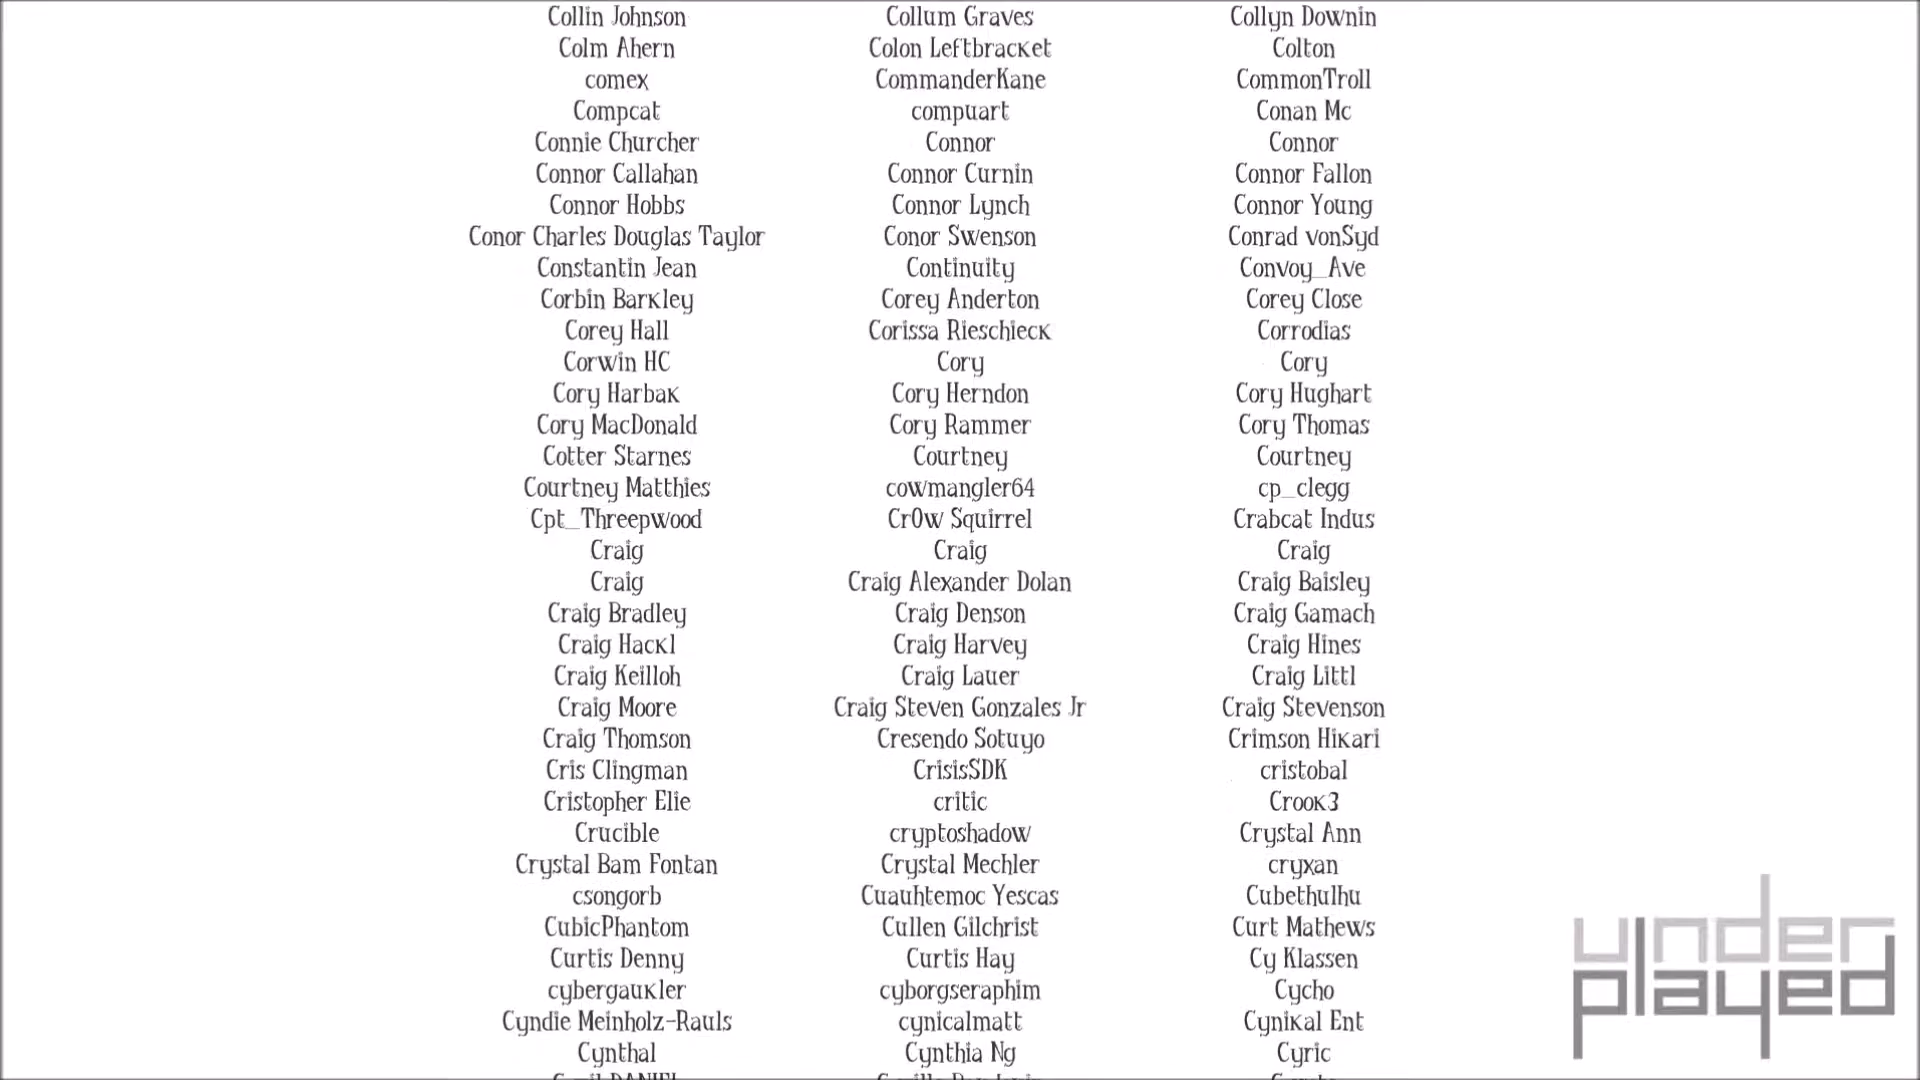 Collin Johnson Collum Graves Collyn Downin
Colm Ahern Colon Leftbracket Colton
comex CommanderKane CommonTroll
Compcat compuart Conan Mc
Connie Churcher Connor Connor
Connor Callahan Connor Curnin Connor Fallon
Connor Hobbs Connor Lynch Connor Young
Conor Charles Douglas Taylor Conor Swenson Conrad vonSyd
Constantin Jean Continuity Convoy_Ave
Corbin Barkley Corey Anderton Corey Close
Corey Hall Corissa Rieschieck Corrodias
Corwin HC Cory Cory
Cory Harbak Cory Herndon Cory Hughart
Cory MacDonald Cory Rammer Cory Thomas
Cotter Starnes Courtney Courtney
Courtney Matthies cowmangler64 cp_clegg
Cpt_Threepwood Cr0w Squirrel Crabcat Indus
Craig Craig Craig
Craig Craig Alexander Dolan Craig Baisley
Craig Bradley Craig Denson Craig Gamach
Craig Hackl Craig Harvey Craig Hines
Craig Keilloh Craig Lauer Craig Littl
Craig Moore Craig Steven Gonzales Jr Craig Stevenson
Craig Thomson Cresendo Sotuyo Crimson Hikari
Cris Clingman CrisisSDK cristobal
Cristopher Elie critic Crook3
Crucible cryptoshadow Crystal Ann
Crystal Bam Fontan Crystal Mechler cryxan
csongorb Cuauhtemoc Yescas Cubethulhu
CubicPhantom Cullen Gilchrist Curt Mathews
Curtis Denny Curtis Hay Cy Klassen
cybergaukler cyborgseraphim Cycho
Cyndie Meinholz-Rauls cynicalmatt Cynikal Ent
Cynthal Cynthia Ng Cyric
under
played